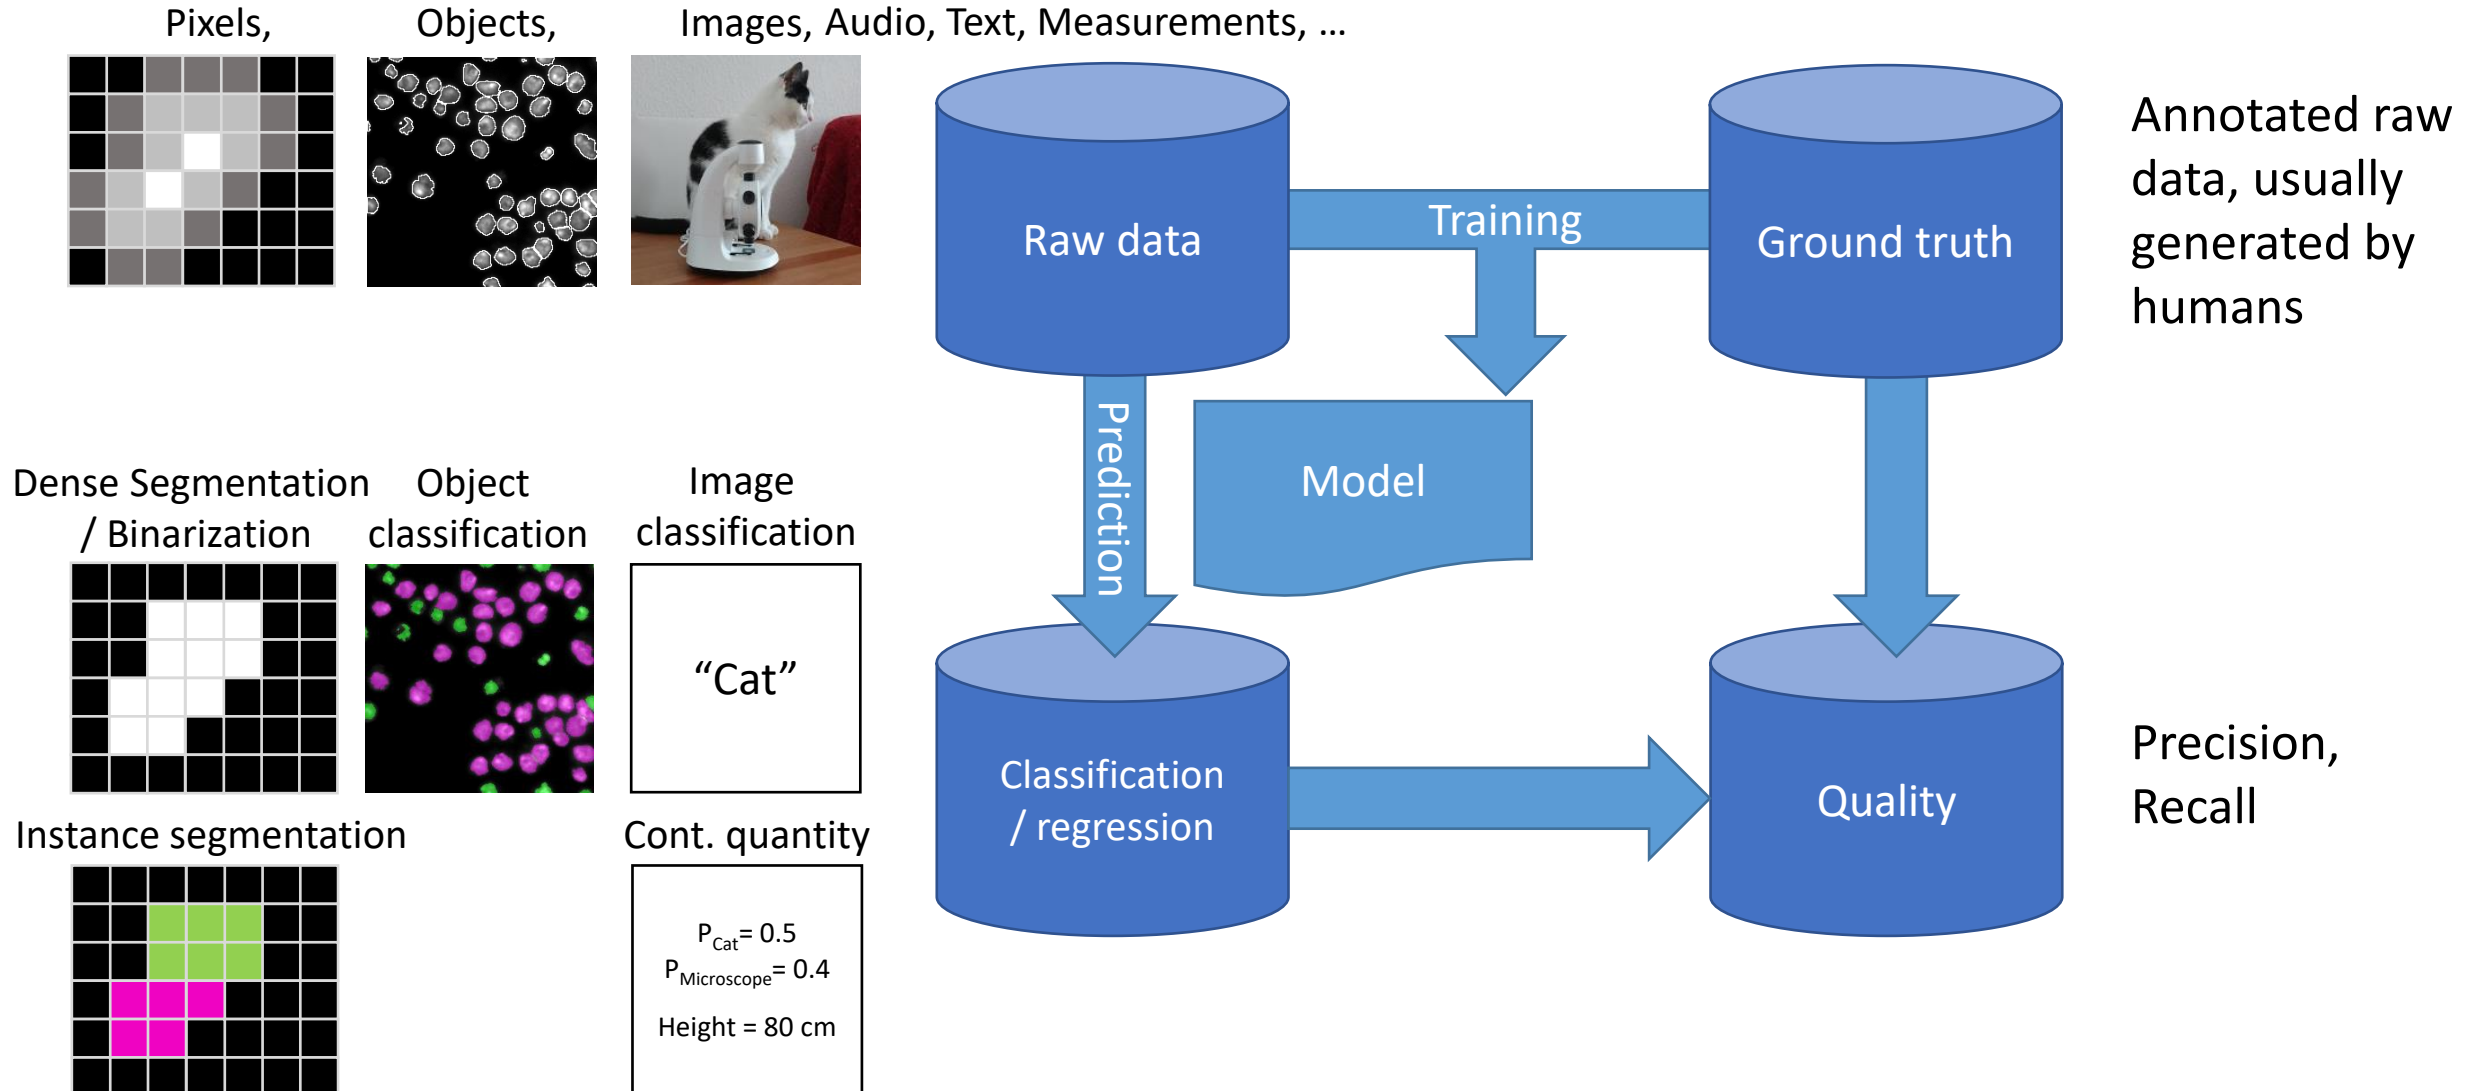 Pixels,
Objects,
Images, Audio, Text, Measurements, ...
Raw data
Training
Ground truth
Annotated raw
data, usually
generated by
humans
Prediction
Model
Dense Segmentation
/ Binarization
Object
classification
Image
classification
“Cat”
Classification
/ regression
Quality
Precision,
Recall
Instance segmentation
Cont. quantity
PCat= 0.5
PMicroscope= 0.4
Height = 80 cm